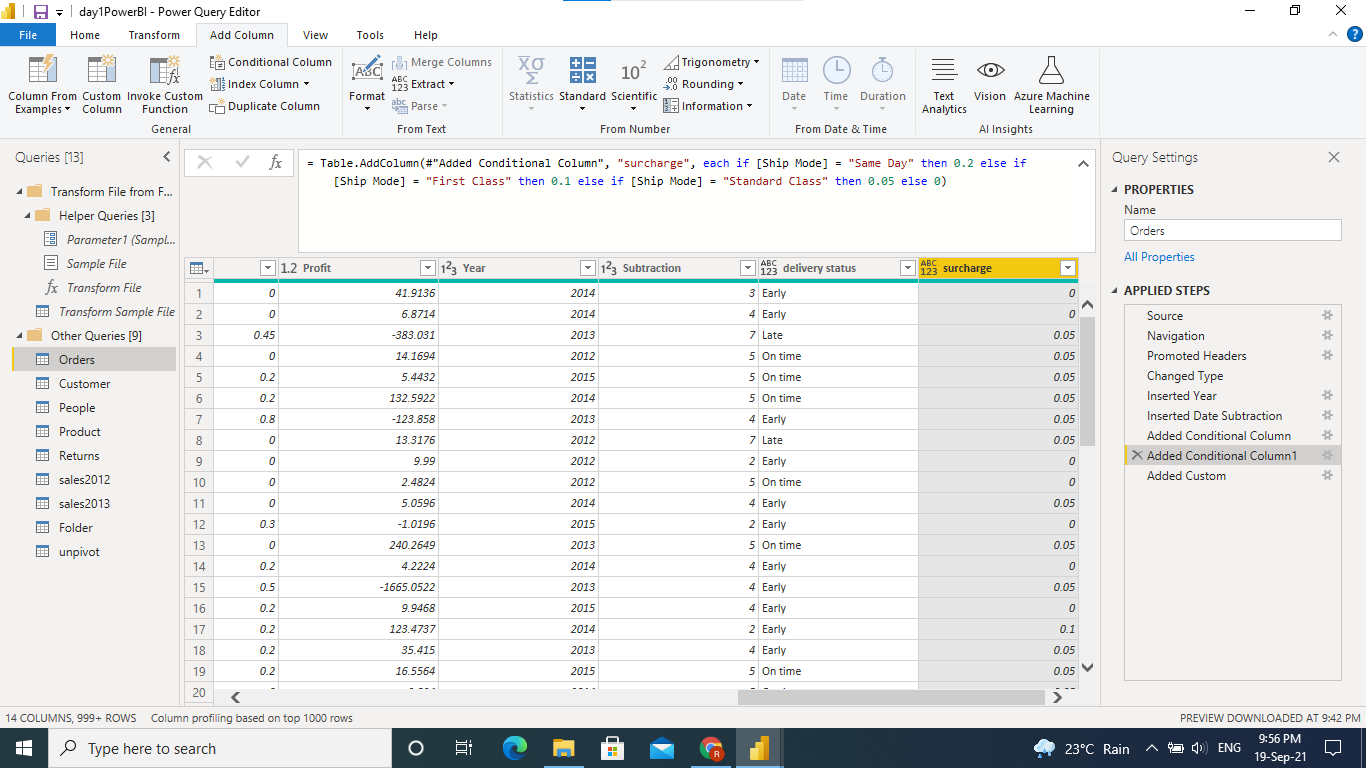 day1PowerBI - Power Query Editor
File Home Transform Add Column View Tools Help
Column From Examples
Custom Column
Invoke Custom Function
Conditional Column
Index Column
Duplicate Column
General
ABC
Format
Merge Columns
ABC 123 Extract
abc Parse
From Text
XΣ σ
Statistics
Standard
10²
Scientific
Trigonometry
.00 Rounding
Information
From Number
Date
Time
Duration
From Date & Time
Text Analytics
Vision
Azure Machine Learning
AI Insights
Queries [13]
Transform File from F...
Helper Queries [3]
Parameter1 (Sampl...
Sample File
fx Transform File
Transform Sample File
Other Queries [9]
Orders
Customer
People
Product
Returns
sales2012
sales2013
Folder
unpivot
fx
= Table.AddColumn(#"Added Conditional Column", "surcharge", each if [Ship Mode] = "Same Day" then 0.2 else if
[Ship Mode] = "First Class" then 0.1 else if [Ship Mode] = "Standard Class" then 0.05 else 0)
1.2 Profit 1²3 Year 1²3 Subtraction ABC 123 delivery status ABC 123 surcharge
1 0 41.9136 2014 3 Early 0
2 0 6.8714 2014 4 Early 0
3 0.45 -383.031 2013 7 Late 0.05
4 0 14.1694 2012 5 On time 0.05
5 0.2 5.4432 2015 5 On time 0.05
6 0.2 132.5922 2014 5 On time 0.05
7 0.8 -123.858 2013 4 Early 0.05
8 0 13.3176 2012 7 Late 0.05
9 0 9.99 2012 2 Early 0
10 0 2.4824 2012 5 On time 0
11 0 5.0596 2014 4 Early 0.05
12 0.3 -1.0196 2015 2 Early 0
13 0 240.2649 2013 5 On time 0.05
14 0.2 4.2224 2014 4 Early 0
15 0.5 -1665.0522 2013 4 Early 0.05
16 0.2 9.9468 2015 4 Early 0
17 0.2 123.4737 2014 2 Early 0.1
18 0.2 35.415 2013 4 Early 0.05
19 0.2 16.5564 2015 5 On time 0.05
20
Query Settings
PROPERTIES
Name
Orders
All Properties
APPLIED STEPS
Source
Navigation
Promoted Headers
Changed Type
Inserted Year
Inserted Date Subtraction
Added Conditional Column
Added Conditional Column1
Added Custom
14 COLUMNS, 999+ ROWS Column profiling based on top 1000 rows
PREVIEW DOWNLOADED AT 9:42 PM
Type here to search
R
23°C Rain
ENG
9:56 PM
19-Sep-21